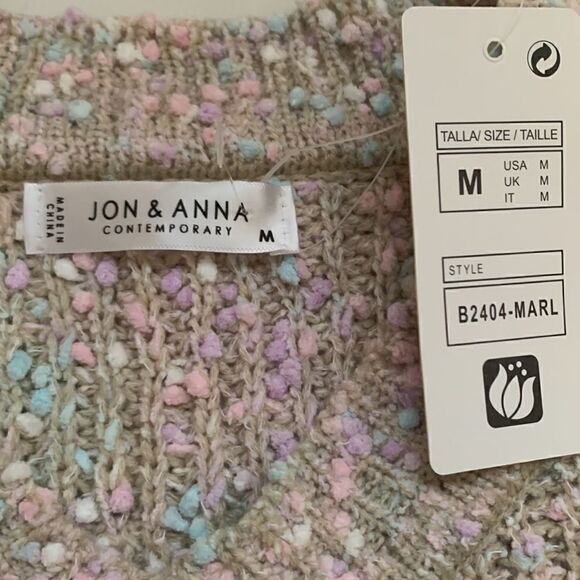 MADE IN
CHINA
JON & ANNA
CONTEMPORARY
M
TALLA/ SIZE / TAILLE
M
USA M
UK M
IT M
STYLE
B2404-MARL